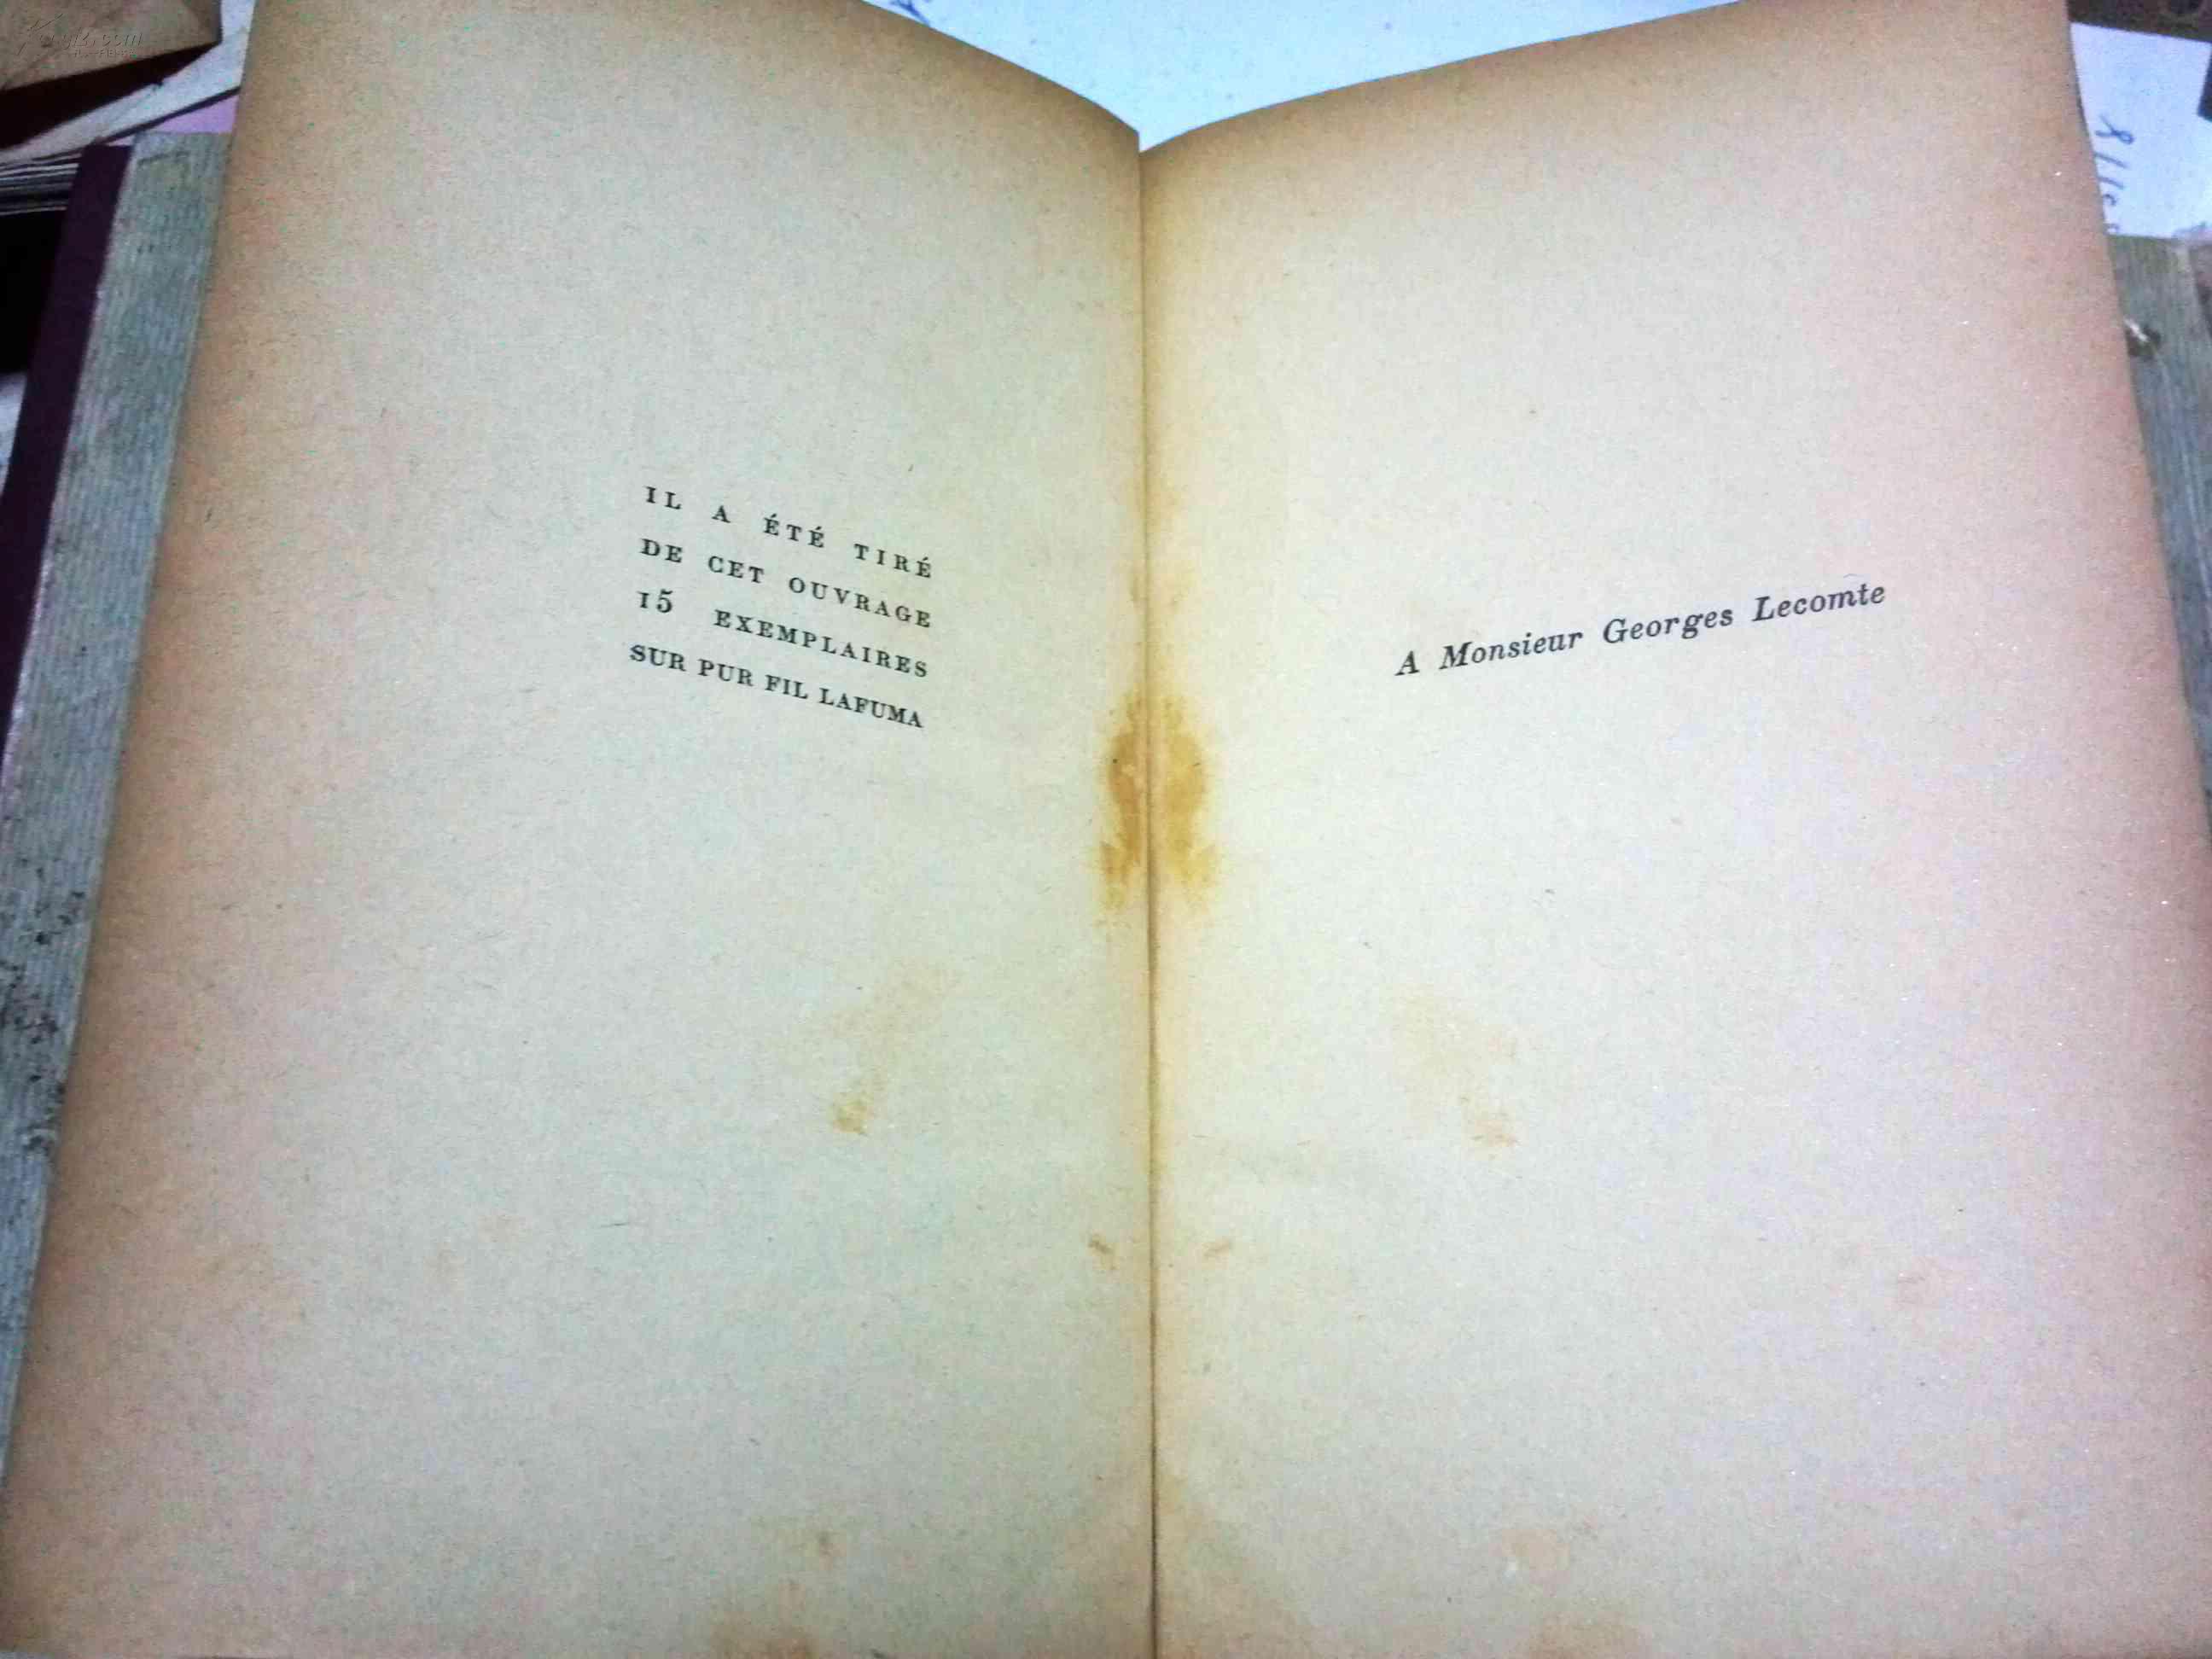 IL A ÉTÉ TIRÉ
DE CET OUVRAGE
15 EXEMPLAIRES
SUR PUR FIL LAFUMA
A Monsieur Georges Lecomte